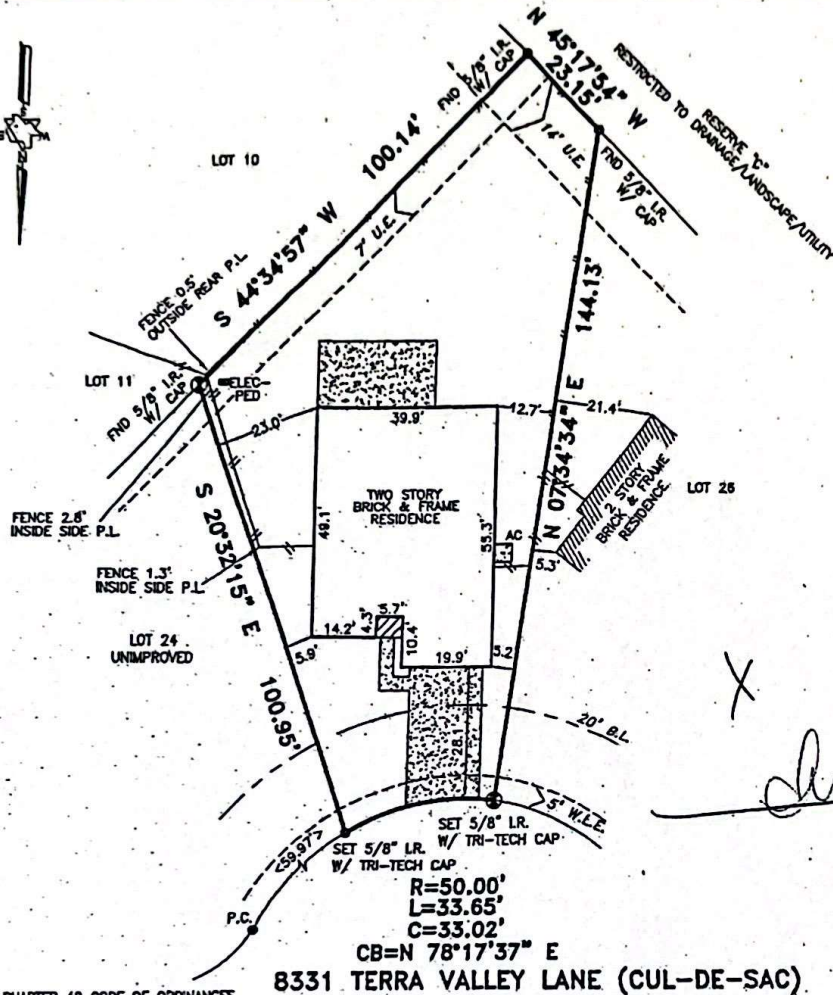 N 45°17'54" W
23.15'
RESERVE "C"
RESTRICTED TO DRAINAGE/LANDSCAPE/UTILITY
FND 5/8" I.R.
W/ CAP
14' U.E.
FND 5/8" I.R.
W/ CAP
LOT 10
S 44°34'57" W 100.14'
7' U.E.
144.13'
FENCE 0.5'
OUTSIDE REAR P.L.
LOT 11
FND 5/8" I.R.
W/ CAP
ELEC-
PED
23.0'
39.9'
12.7'
21.4'
N 07°34'34" E
2 STORY
BRICK & FRAME
RESIDENCE
LOT 26
TWO STORY
BRICK & FRAME
RESIDENCE
49.1'
55.3'
AC
5.3'
FENCE 2.8'
INSIDE SIDE P.L.
FENCE 1.3'
INSIDE SIDE P.L.
S 20°32'15" E
100.95'
LOT 24
UNIMPROVED
5.9'
14.2'
4.3'
5.7'
10.4'
19.9'
5.2'
20' B.L.
28.1'
5' W.L.E.
X
<59.97'>
SET 5/8" I.R.
W/ TRI-TECH CAP
SET 5/8" I.R.
W/ TRI-TECH CAP
P.C.
R=50.00'
L=33.65'
C=33.02'
CB=N 78°17'37" E
8331 TERRA VALLEY LANE (CUL-DE-SAC)